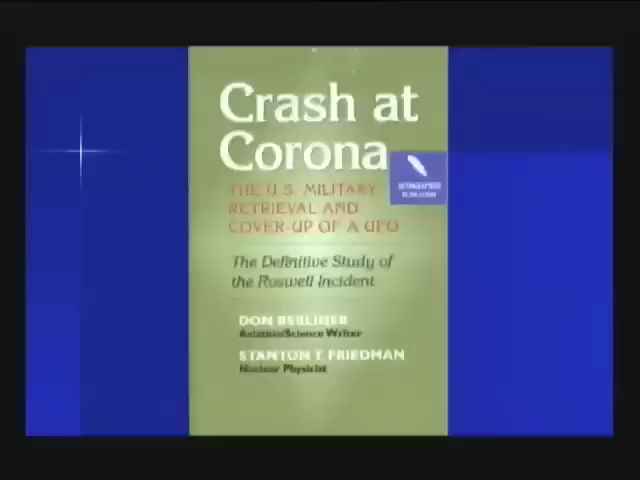 Crash at
Corona
THE U.S. MILITARY
RETRIEVAL AND
COVER-UP OF A UFO
The Definitive Study of
the Roswell Incident
DON BERLINER
Aviation/Science Writer
STANTON T. FRIEDMAN
Nuclear Physicist